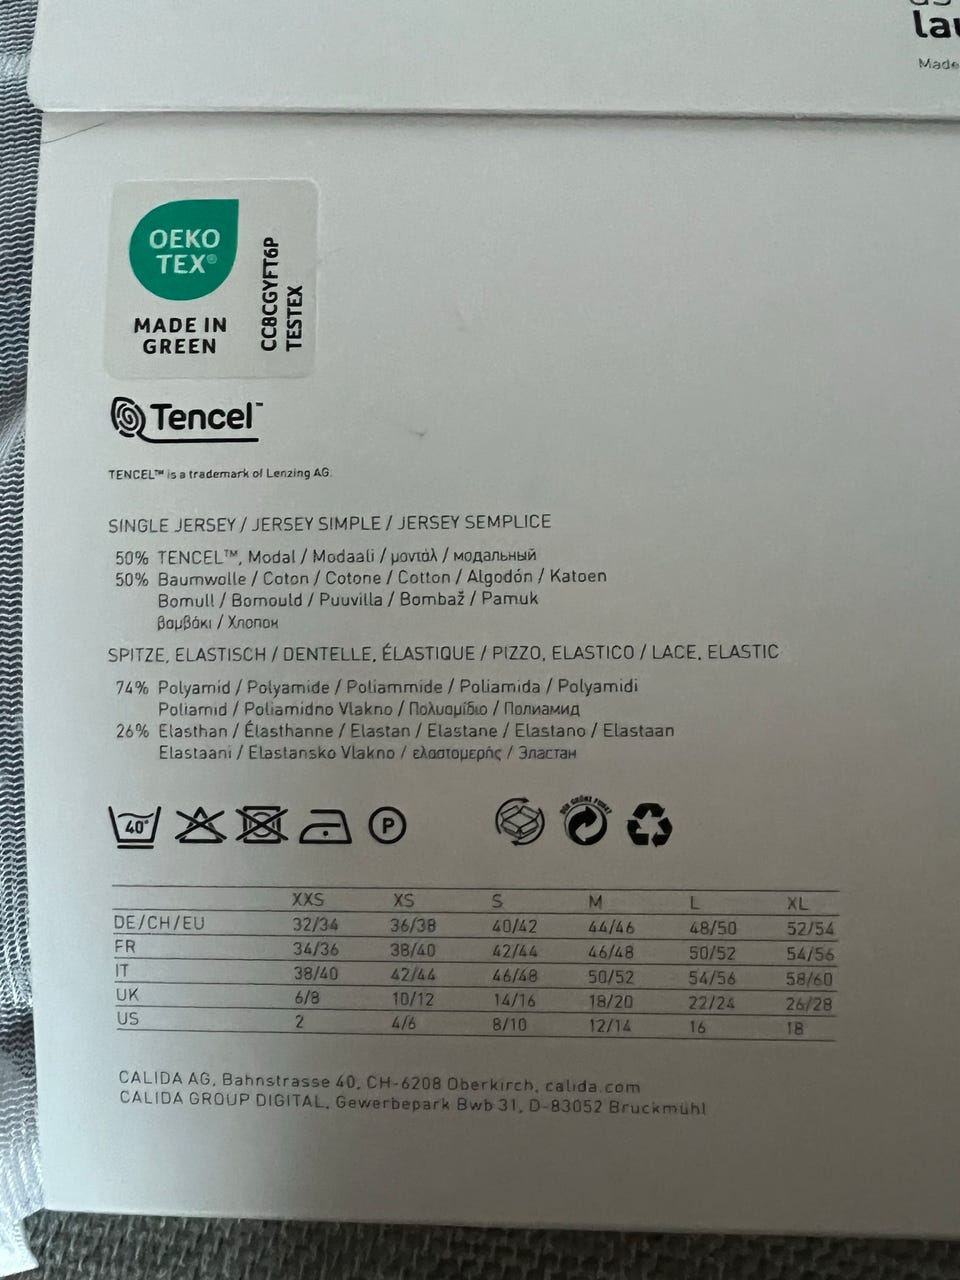 Made
OEKO
TEX®
MADE IN
GREEN
CC8CGYFT6P
TESTEX
Tencel™
TENCEL™ is a trademark of Lenzing AG.
SINGLE JERSEY / JERSEY SIMPLE / JERSEY SEMPLICE
50% TENCEL™, Modal / Modaali / μοντάλ / модальный
50% Baumwolle / Coton / Cotone / Cotton / Algodón / Katoen
Bomull / Bomould / Puuvilla / Bombaž / Pamuk
βαμβάκι / Хлопок
SPITZE, ELASTISCH / DENTELLE, ÉLASTIQUE / PIZZO, ELASTICO / LACE, ELASTIC
74% Polyamid / Polyamide / Poliammide / Poliamida / Polyamidi
Poliamid / Poliamidno Vlakno / Πολυαμίδιο / Полиамид
26% Elasthan / Élasthanne / Elastan / Elastane / Elastano / Elastaan
Elastaani / Elastansko Vlakno / ελαστομερής / Эластан
40°
P
DER GRÜNE PUNKT
XXS XS S M L XL
DE/CH/EU 32/34 36/38 40/42 44/46 48/50 52/54
FR 34/36 38/40 42/44 46/48 50/52 54/56
IT 38/40 42/44 46/48 50/52 54/56 58/60
UK 6/8 10/12 14/16 18/20 22/24 26/28
US 2 4/6 8/10 12/14 16 18
CALIDA AG, Bahnstrasse 40, CH-6208 Oberkirch, calida.com
CALIDA GROUP DIGITAL, Gewerbepark Bwb 31, D-83052 Bruckmühl